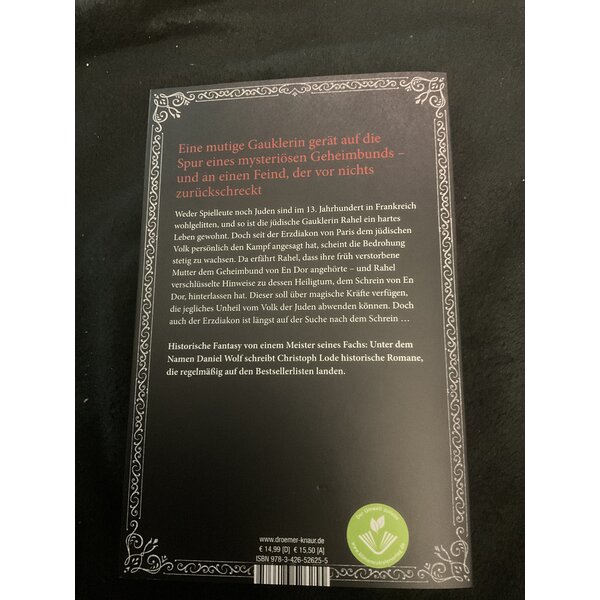 Eine mutige Gauklerin gerät auf die
Spur eines mysteriösen Geheimbunds –
und an einen Feind, der vor nichts
zurückschreckt
Weder Spielleute noch Juden sind im 13. Jahrhundert in Frankreich
wohlgelitten, und so ist die jüdische Gauklerin Rahel ein hartes
Leben gewohnt. Doch seit der Erzdiakon von Paris dem jüdischen
Volk persönlich den Kampf angesagt hat, scheint die Bedrohung
stetig zu wachsen. Da erfährt Rahel, dass ihre früh verstorbene
Mutter dem Geheimbund von En Dor angehörte – und Rahel
verschlüsselte Hinweise zu dessen Heiligtum, dem Schrein von En
Dor, hinterlassen hat. Dieser soll über magische Kräfte verfügen,
die jegliches Unheil vom Volk der Juden abwenden können. Doch
auch der Erzdiakon ist längst auf der Suche nach dem Schrein …
Historische Fantasy von einem Meister seines Fachs: Unter dem
Namen Daniel Wolf schreibt Christoph Lode historische Romane,
die regelmäßig auf den Bestsellerlisten landen.
www.droemer-knaur.de
€ 14,99 [D] € 15,50 [A]
ISBN 978-3-426-52625-5
Der Umwelt zuliebe